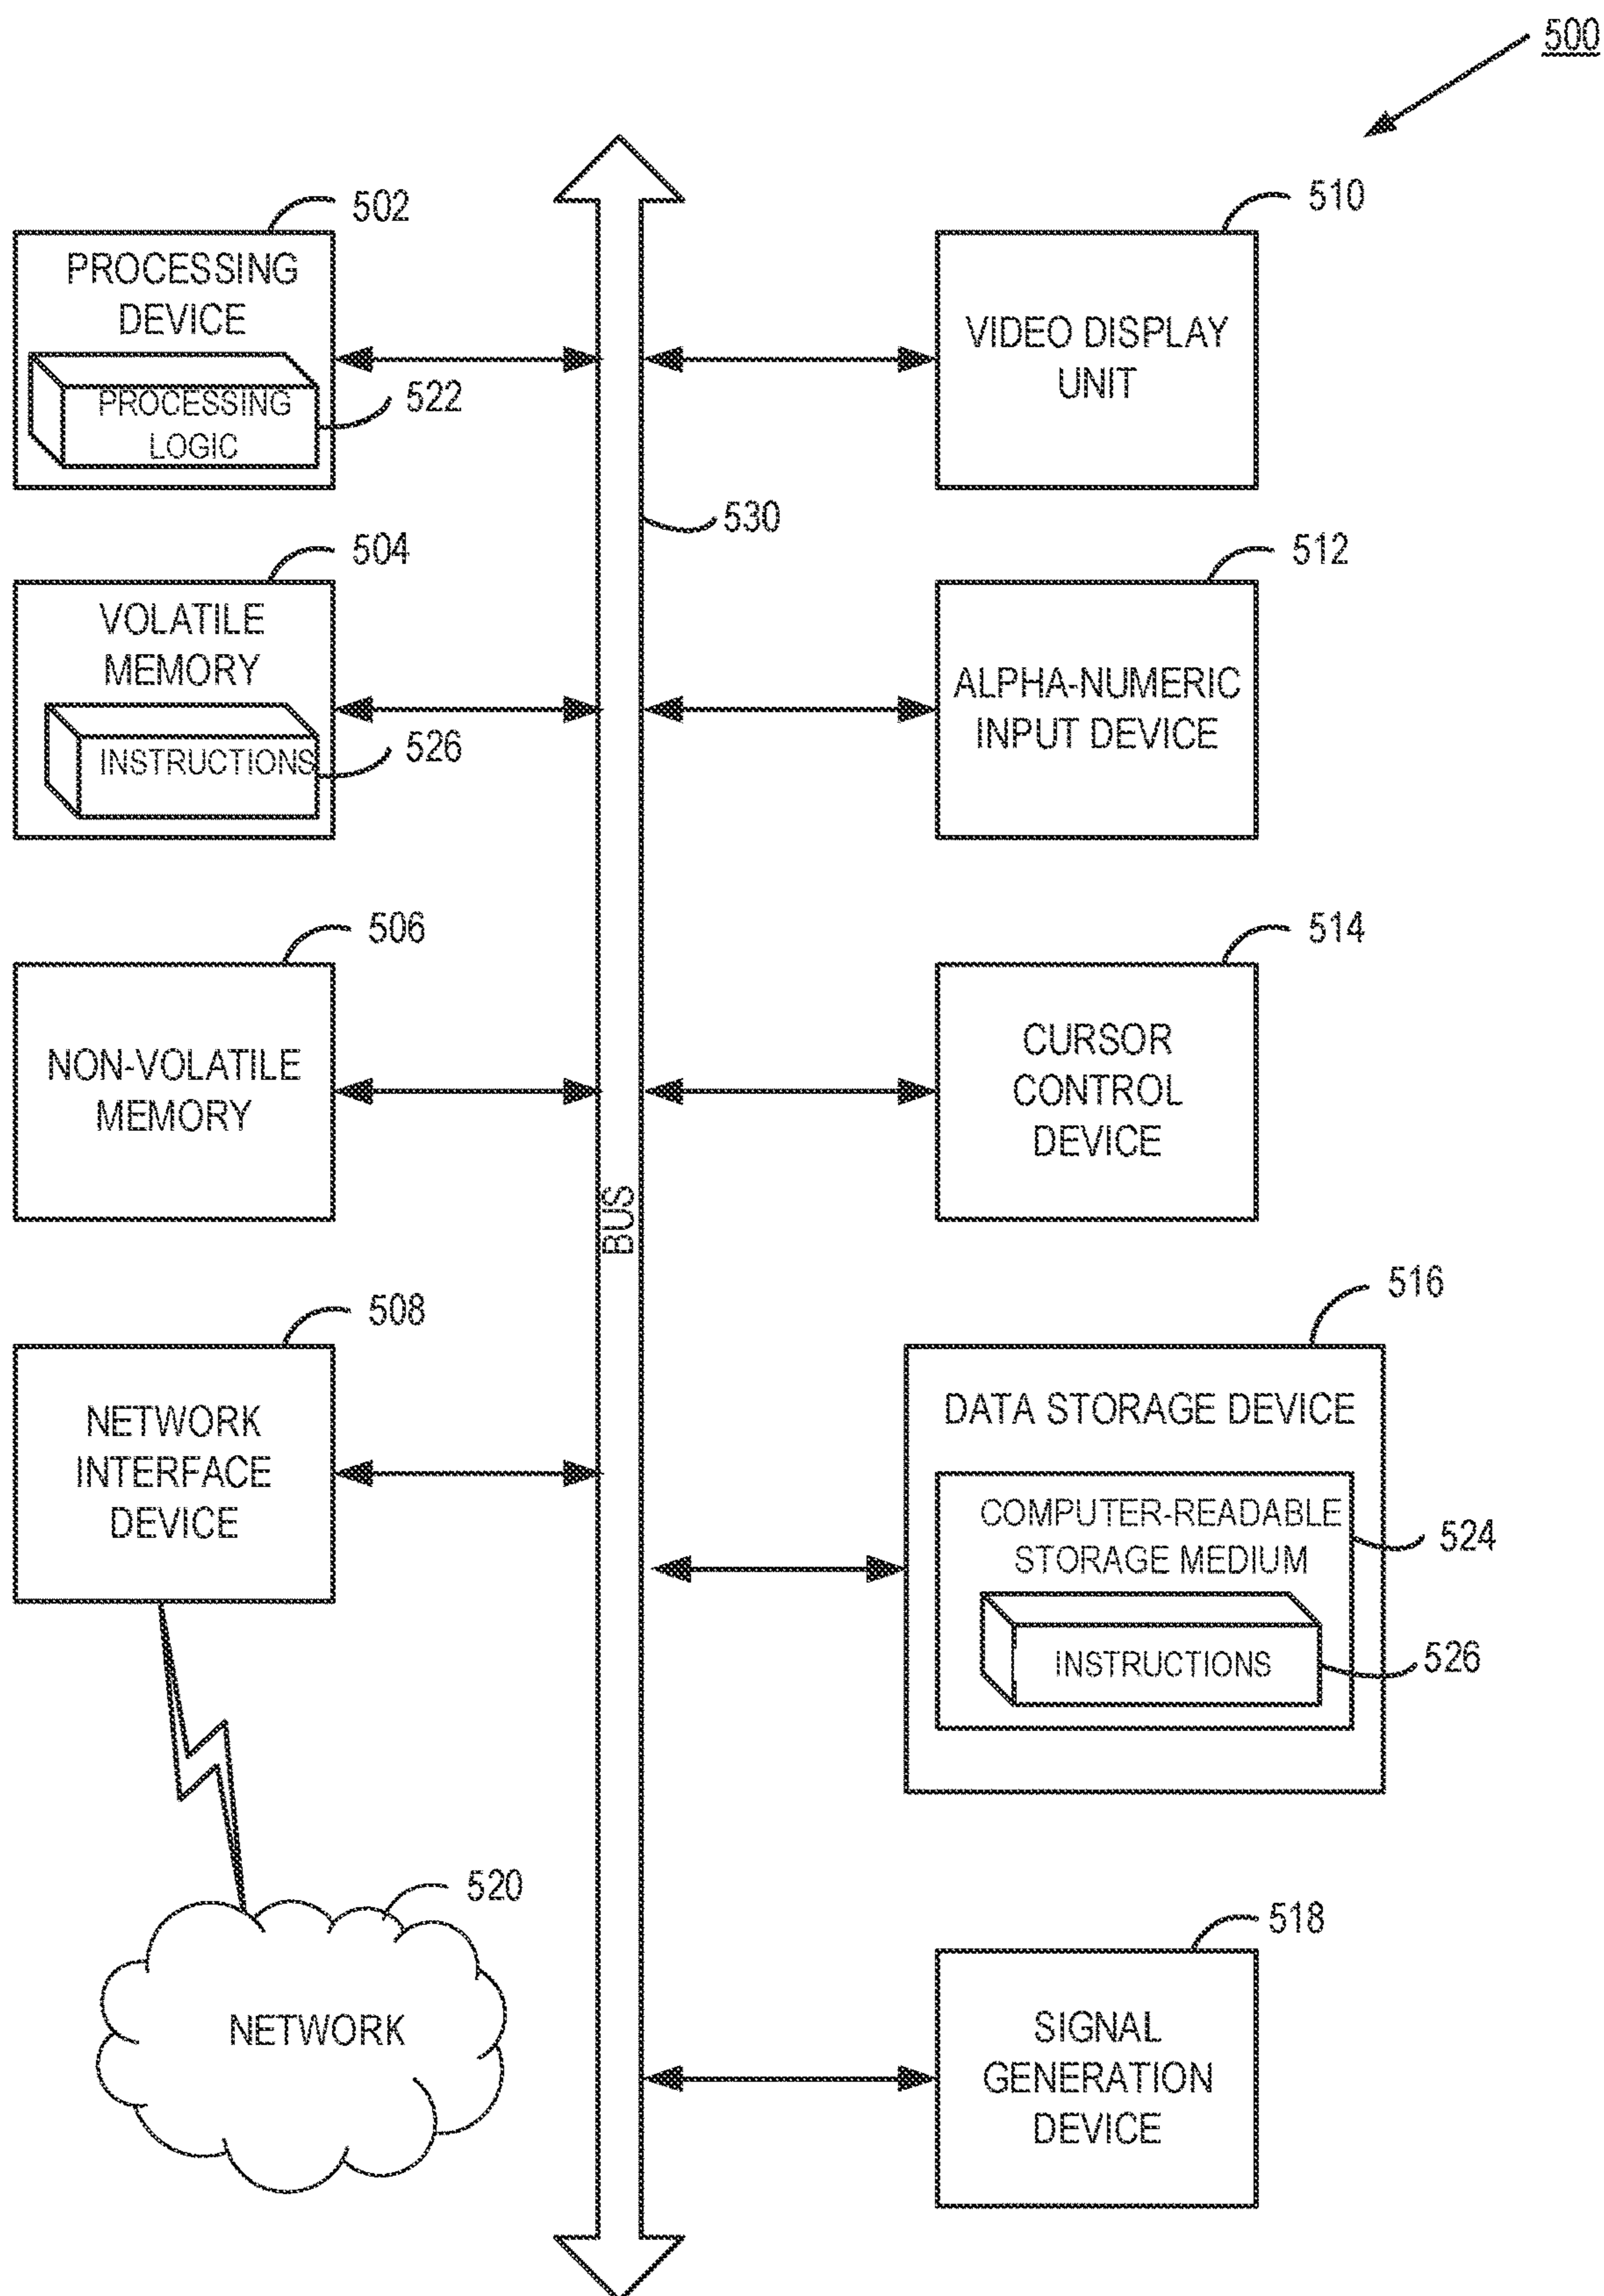 500
502
PROCESSING
DEVICE
PROCESSING
LOGIC
522
504
VOLATILE
MEMORY
INSTRUCTIONS
526
506
NON-VOLATILE
MEMORY
508
NETWORK
INTERFACE
DEVICE
520
NETWORK
530
BUS
510
VIDEO DISPLAY
UNIT
512
ALPHA-NUMERIC
INPUT DEVICE
514
CURSOR
CONTROL
DEVICE
516
DATA STORAGE DEVICE
COMPUTER-READABLE
STORAGE MEDIUM
524
INSTRUCTIONS
526
518
SIGNAL
GENERATION
DEVICE